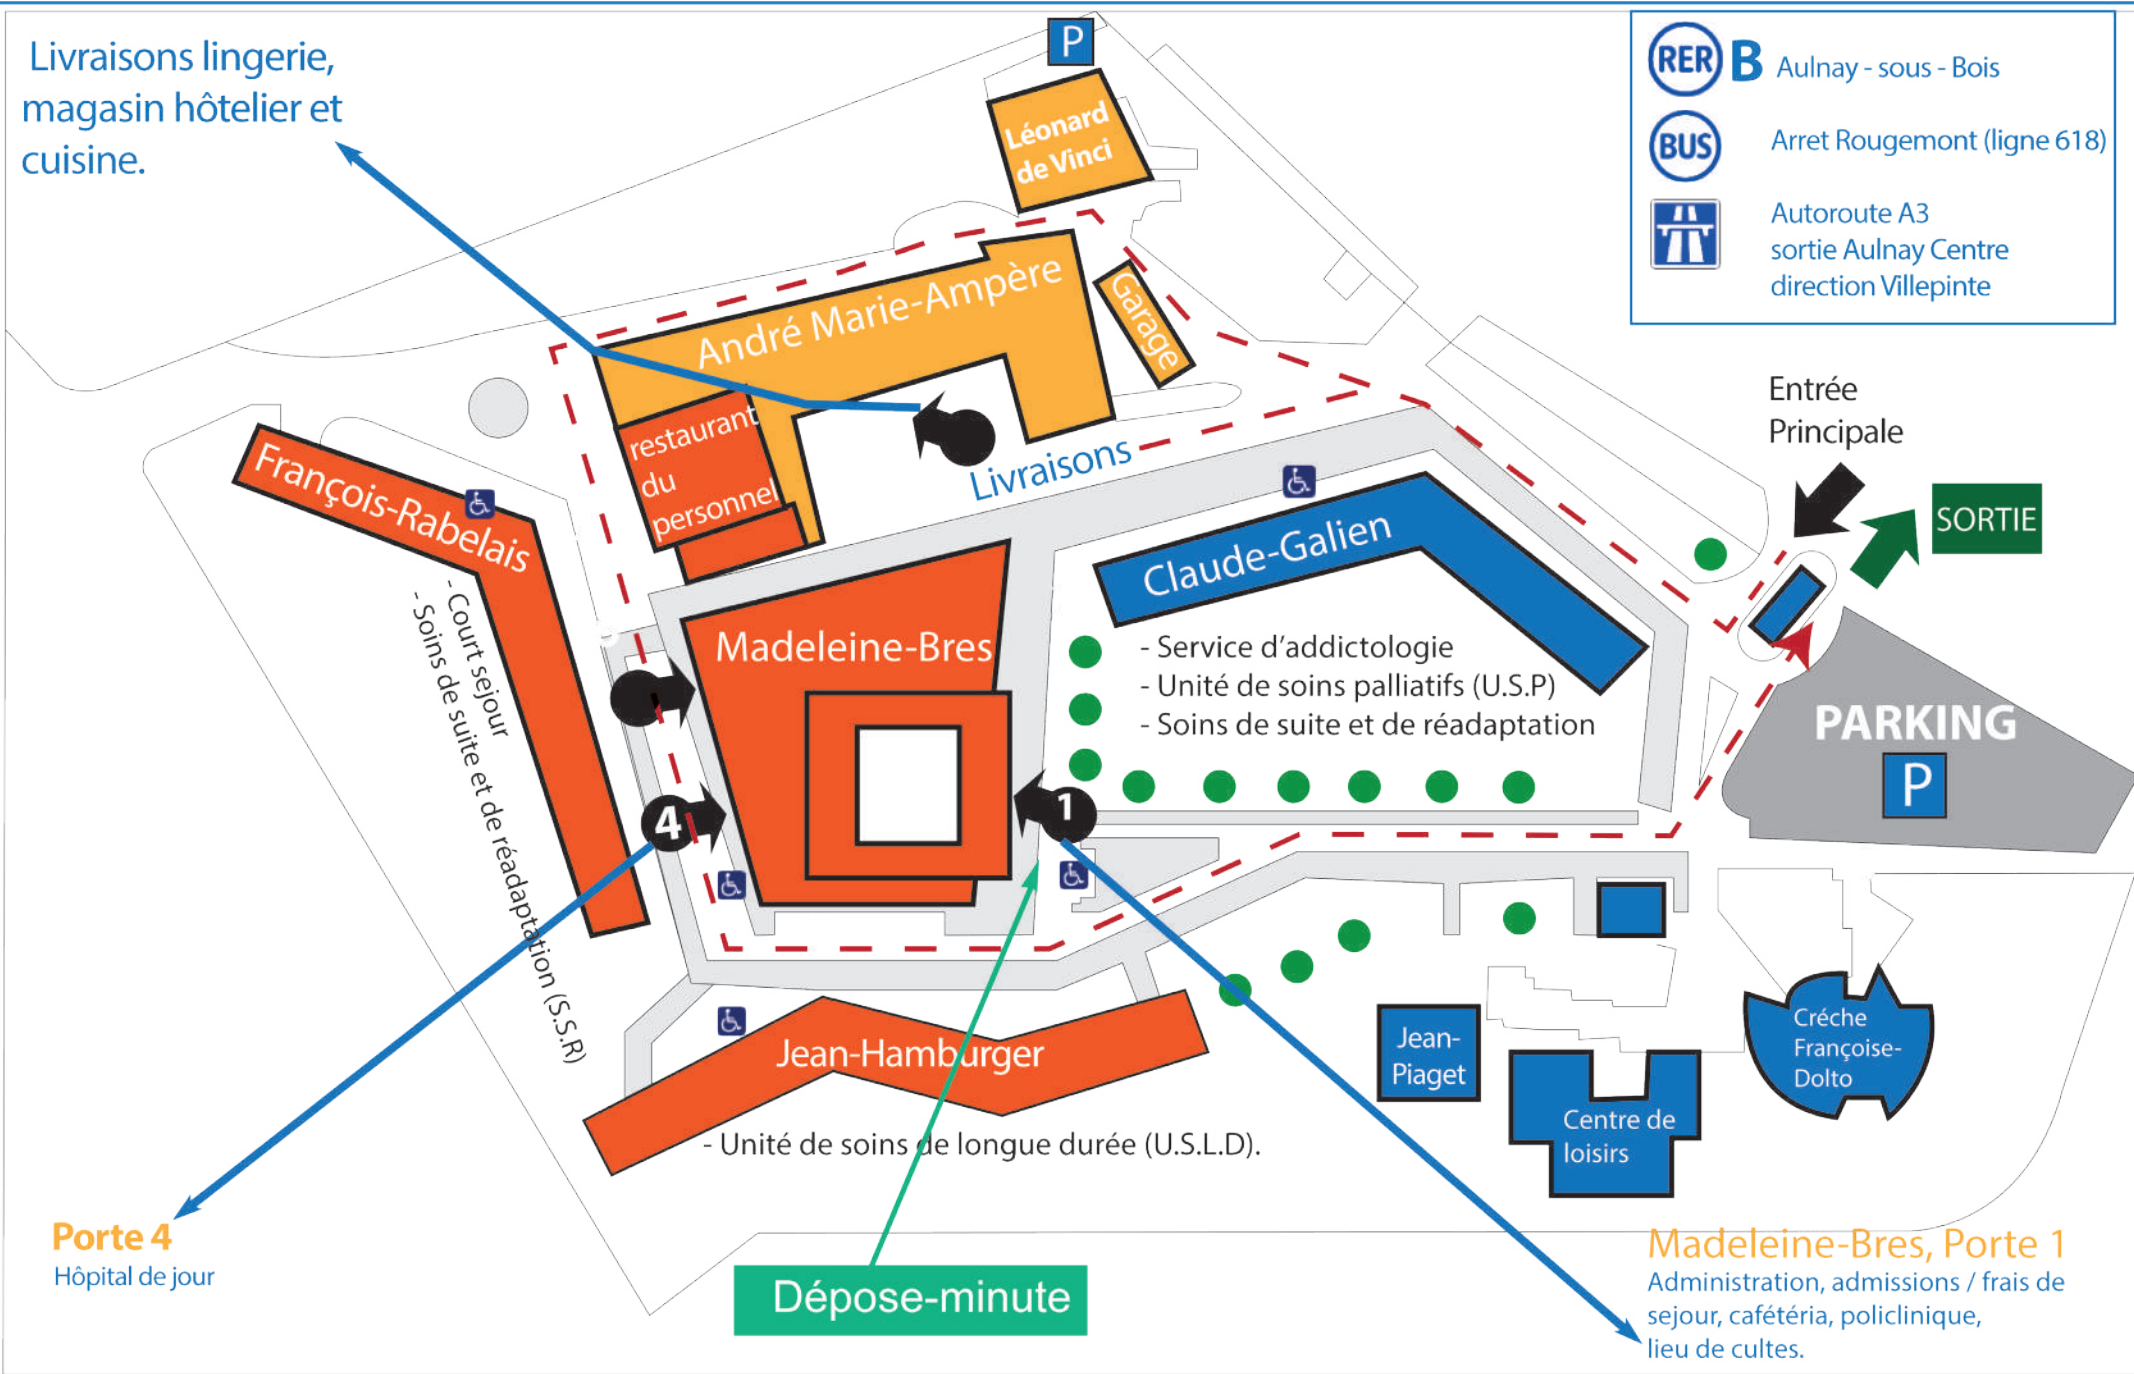 Livraisons lingerie,
magasin hôtelier et
cuisine.
P
RER B Aulnay - sous - Bois
BUS Arret Rougemont (ligne 618)
Autoroute A3
sortie Aulnay Centre
direction Villepinte
Léonard
de Vinci
André Marie-Ampère
Garage
Entrée
Principale
SORTIE
restaurant
du
personnel
Livraisons
François-Rabelais
- Court sejour
- Soins de suite et de réadaptation (S.S.R)
Claude-Galien
- Service d'addictologie
- Unité de soins palliatifs (U.S.P)
- Soins de suite et de réadaptation
Madeleine-Bres
PARKING
P
4
1
Jean-Hamburger
- Unité de soins de longue durée (U.S.L.D).
Jean-
Piaget
Centre de
loisirs
Créche
Françoise-
Dolto
Porte 4
Hôpital de jour
Dépose-minute
Madeleine-Bres, Porte 1
Administration, admissions / frais de
sejour, cafétéria, policlinique,
lieu de cultes.